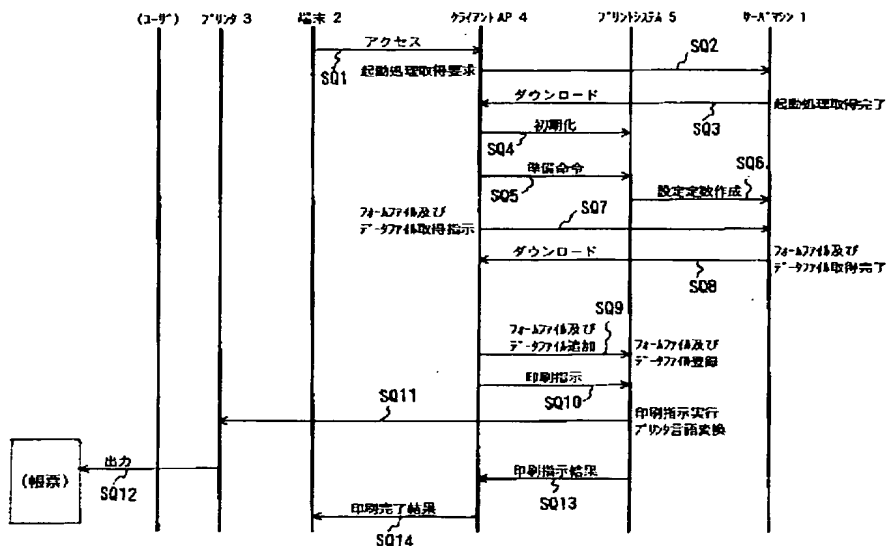 (ユーザ)
プリンタ 3
端末 2
クライアント AP 4
プリントシステム 5
サーバマシン 1
アクセス
SQ1
起動処理取得要求
SQ2
ダウンロード
起動処理取得完了
SQ3
初期化
SQ4
準備命令
SQ5
SQ6
設定定数作成
フォームファイル及び
データファイル取得指示
SQ7
ダウンロード
フォームファイル及び
データファイル取得完了
SQ8
SQ9
フォームファイル及び
データファイル追加
フォームファイル及び
データファイル登録
印刷指示
SQ10
SQ11
印刷指示実行
プリンタ言語変換
(帳票)
出力
SQ12
印刷指示結果
SQ13
印刷完了結果
SQ14